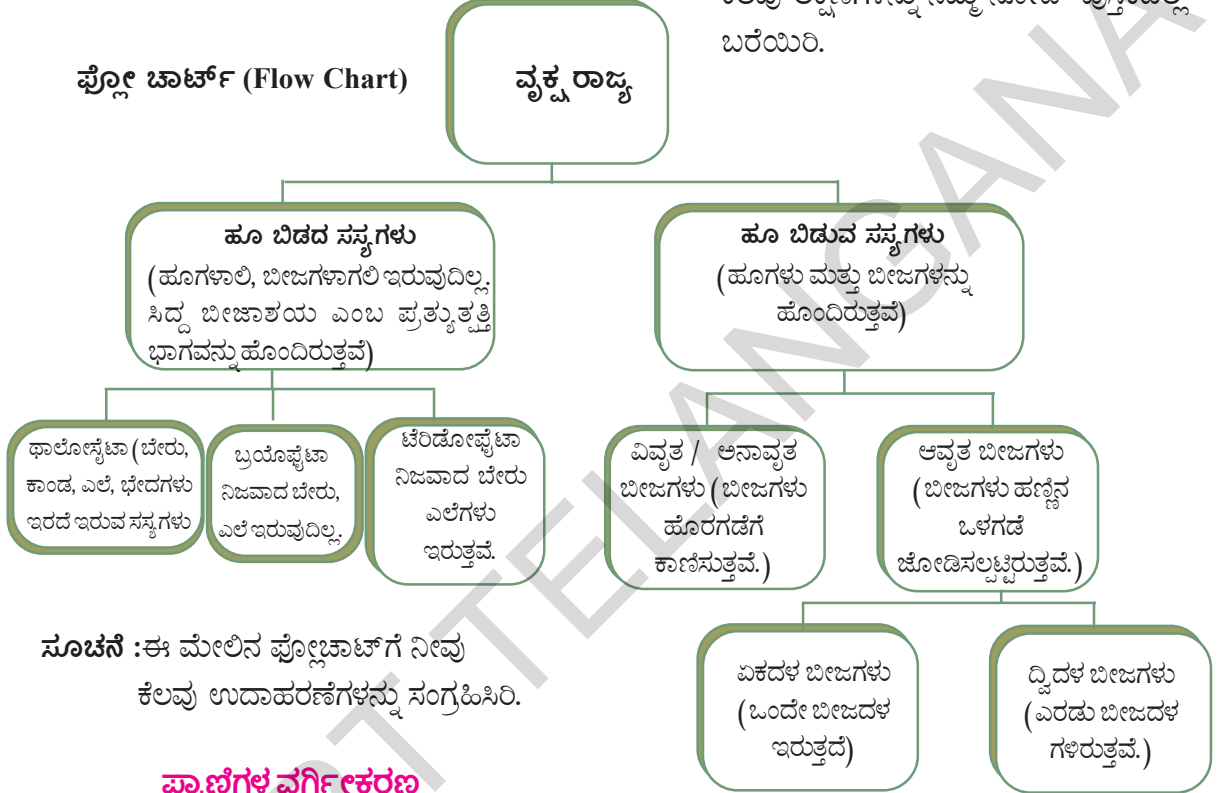 ಬರೆಯಿರಿ.
ಫ್ಲೋ ಚಾರ್ಟ್ (Flow Chart)
ವೃಕ್ಷ ರಾಜ್ಯ
ಹೂ ಬಿಡದ ಸಸ್ಯಗಳು
(ಹೂಗಳಾಲಿ, ಬೀಜಗಳಾಗಲಿ ಇರುವುದಿಲ್ಲ.
ಸಿದ್ದ ಬೀಜಾಶಯ ಎಂಬ ಪ್ರತ್ಯುತ್ಪತ್ತಿ
ಭಾಗವನ್ನು ಹೊಂದಿರುತ್ತವೆ)
ಹೂ ಬಿಡುವ ಸಸ್ಯಗಳು
(ಹೂಗಳು ಮತ್ತು ಬೀಜಗಳನ್ನು
ಹೊಂದಿರುತ್ತವೆ)
ಥಾಲೋಸೈಟಾ (ಬೇರು,
ಕಾಂಡ, ಎಲೆ, ಭೇದಗಳು
ಇರದೆ ಇರುವ ಸಸ್ಯಗಳು
ಬ್ರಯೊಫೈಟಾ
ನಿಜವಾದ ಬೇರು,
ಎಲೆ ಇರುವುದಿಲ್ಲ.
ಟೆರಿಡೋಫೈಟಾ
ನಿಜವಾದ ಬೇರು
ಎಲೆಗಳು
ಇರುತ್ತವೆ.
ವಿವೃತ / ಅನಾವೃತ
ಬೀಜಗಳು (ಬೀಜಗಳು
ಹೊರಗಡೆಗೆ
ಕಾಣಿಸುತ್ತವೆ.)
ಆವೃತ ಬೀಜಗಳು
(ಬೀಜಗಳು ಹಣ್ಣಿನ
ಒಳಗಡೆ
ಜೋಡಿಸಲ್ಪಟ್ಟಿರುತ್ತವೆ.)
ಏಕದಳ ಬೀಜಗಳು
(ಒಂದೇ ಬೀಜದಳ
ಇರುತ್ತದೆ)
ದ್ವಿದಳ ಬೀಜಗಳು
(ಎರಡು ಬೀಜದಳ
ಗಳಿರುತ್ತವೆ.)
ಸೂಚನೆ :ಈ ಮೇಲಿನ ಫ್ಲೋಚಾಟ್‌ಗೆ ನೀವು
ಕೆಲವು ಉದಾಹರಣೆಗಳನ್ನು ಸಂಗ್ರಹಿಸಿರಿ.
ಪ್ರಾಣಿಗಳ ವರ್ಗೀಕರಣ
TELANGANA